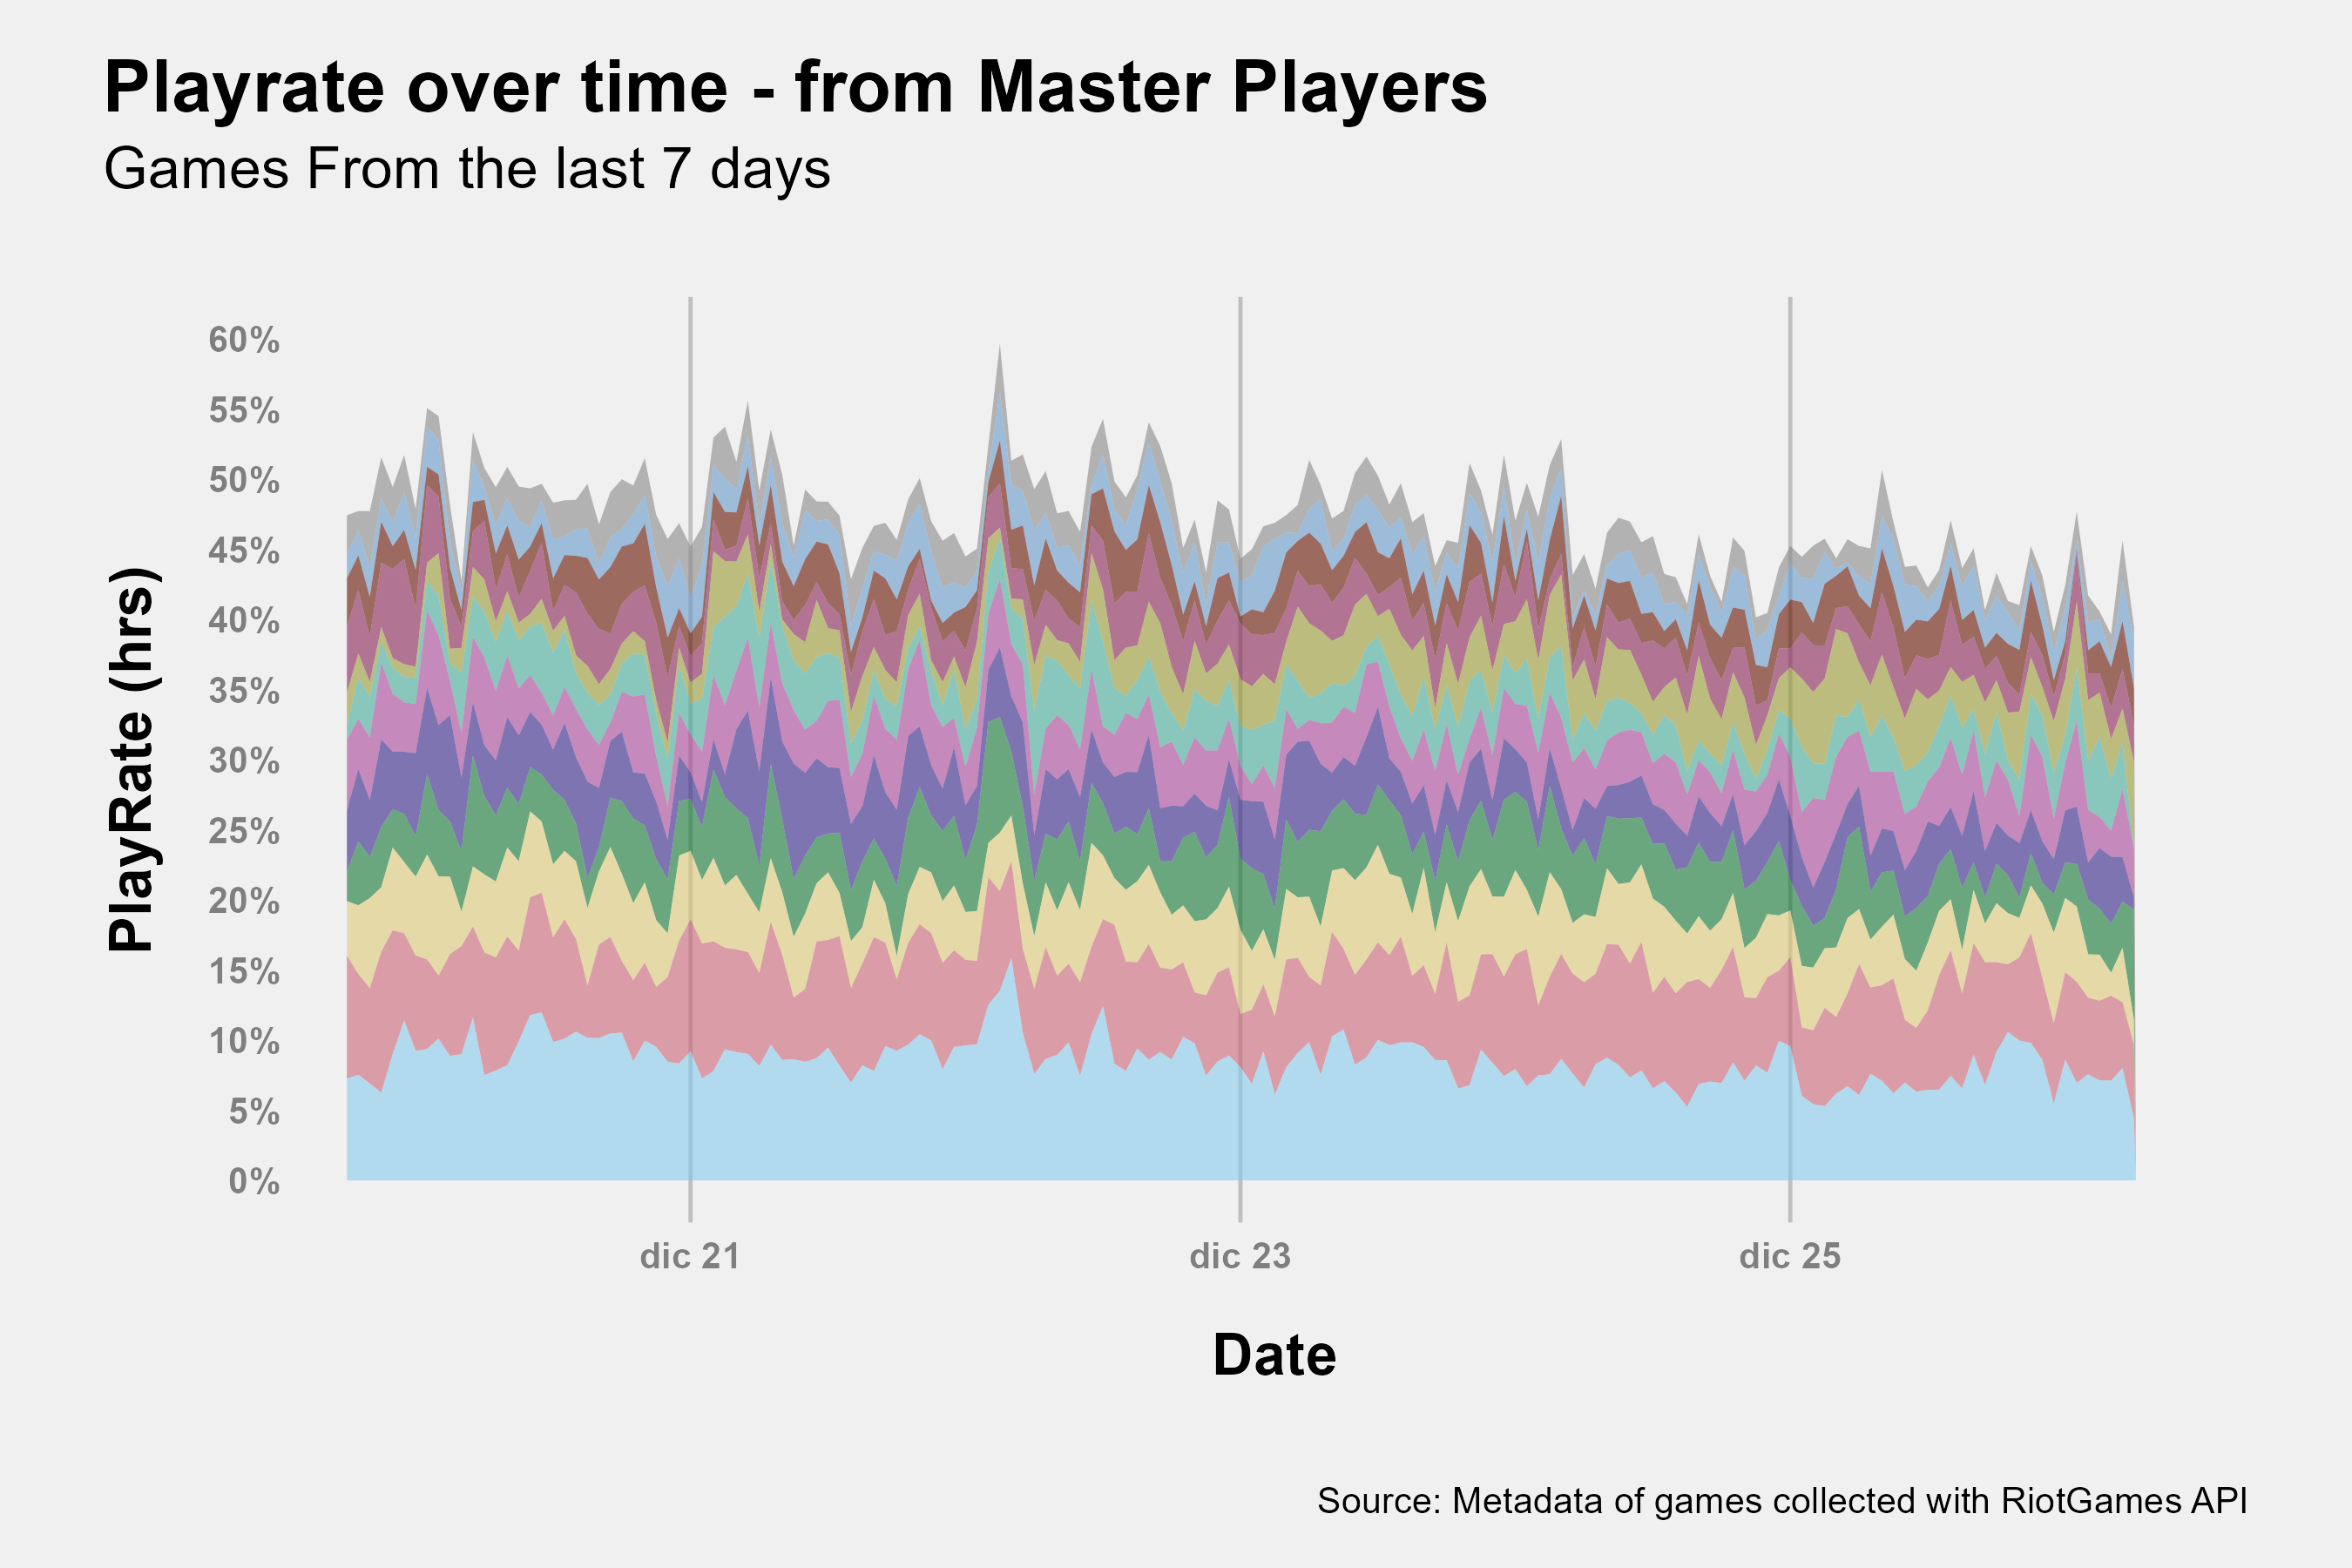 Playrate over time - from Master Players
Games From the last 7 days
60%
55%
50%
45%
40%
35%
30%
25%
20%
15%
10%
5%
0%
PlayRate (hrs)
dic 21
dic 23
dic 25
Date
Source: Metadata of games collected with RiotGames API